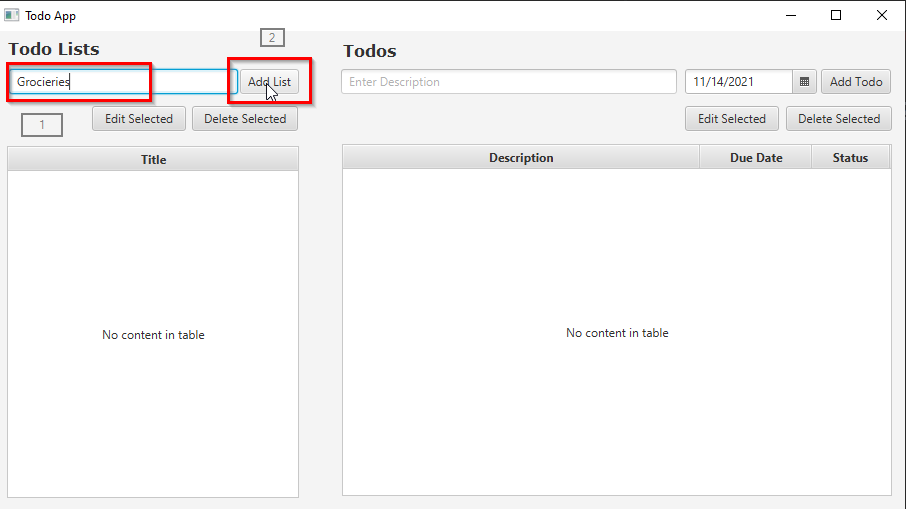 Todo App
2
Todo Lists
Grocieries
Add List
1
Edit Selected
Delete Selected
Title
No content in table
Todos
Enter Description
11/14/2021
Add Todo
Edit Selected
Delete Selected
Description
Due Date
Status
No content in table